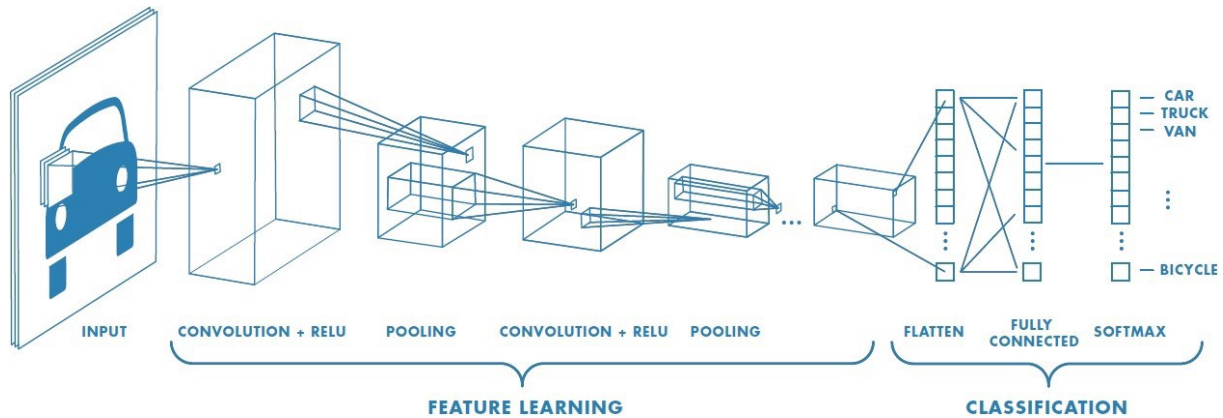 CAR
TRUCK
VAN
BICYCLE
INPUT
CONVOLUTION + RELU
POOLING
CONVOLUTION + RELU
POOLING
FLATTEN
FULLY
CONNECTED
SOFTMAX
FEATURE LEARNING
CLASSIFICATION